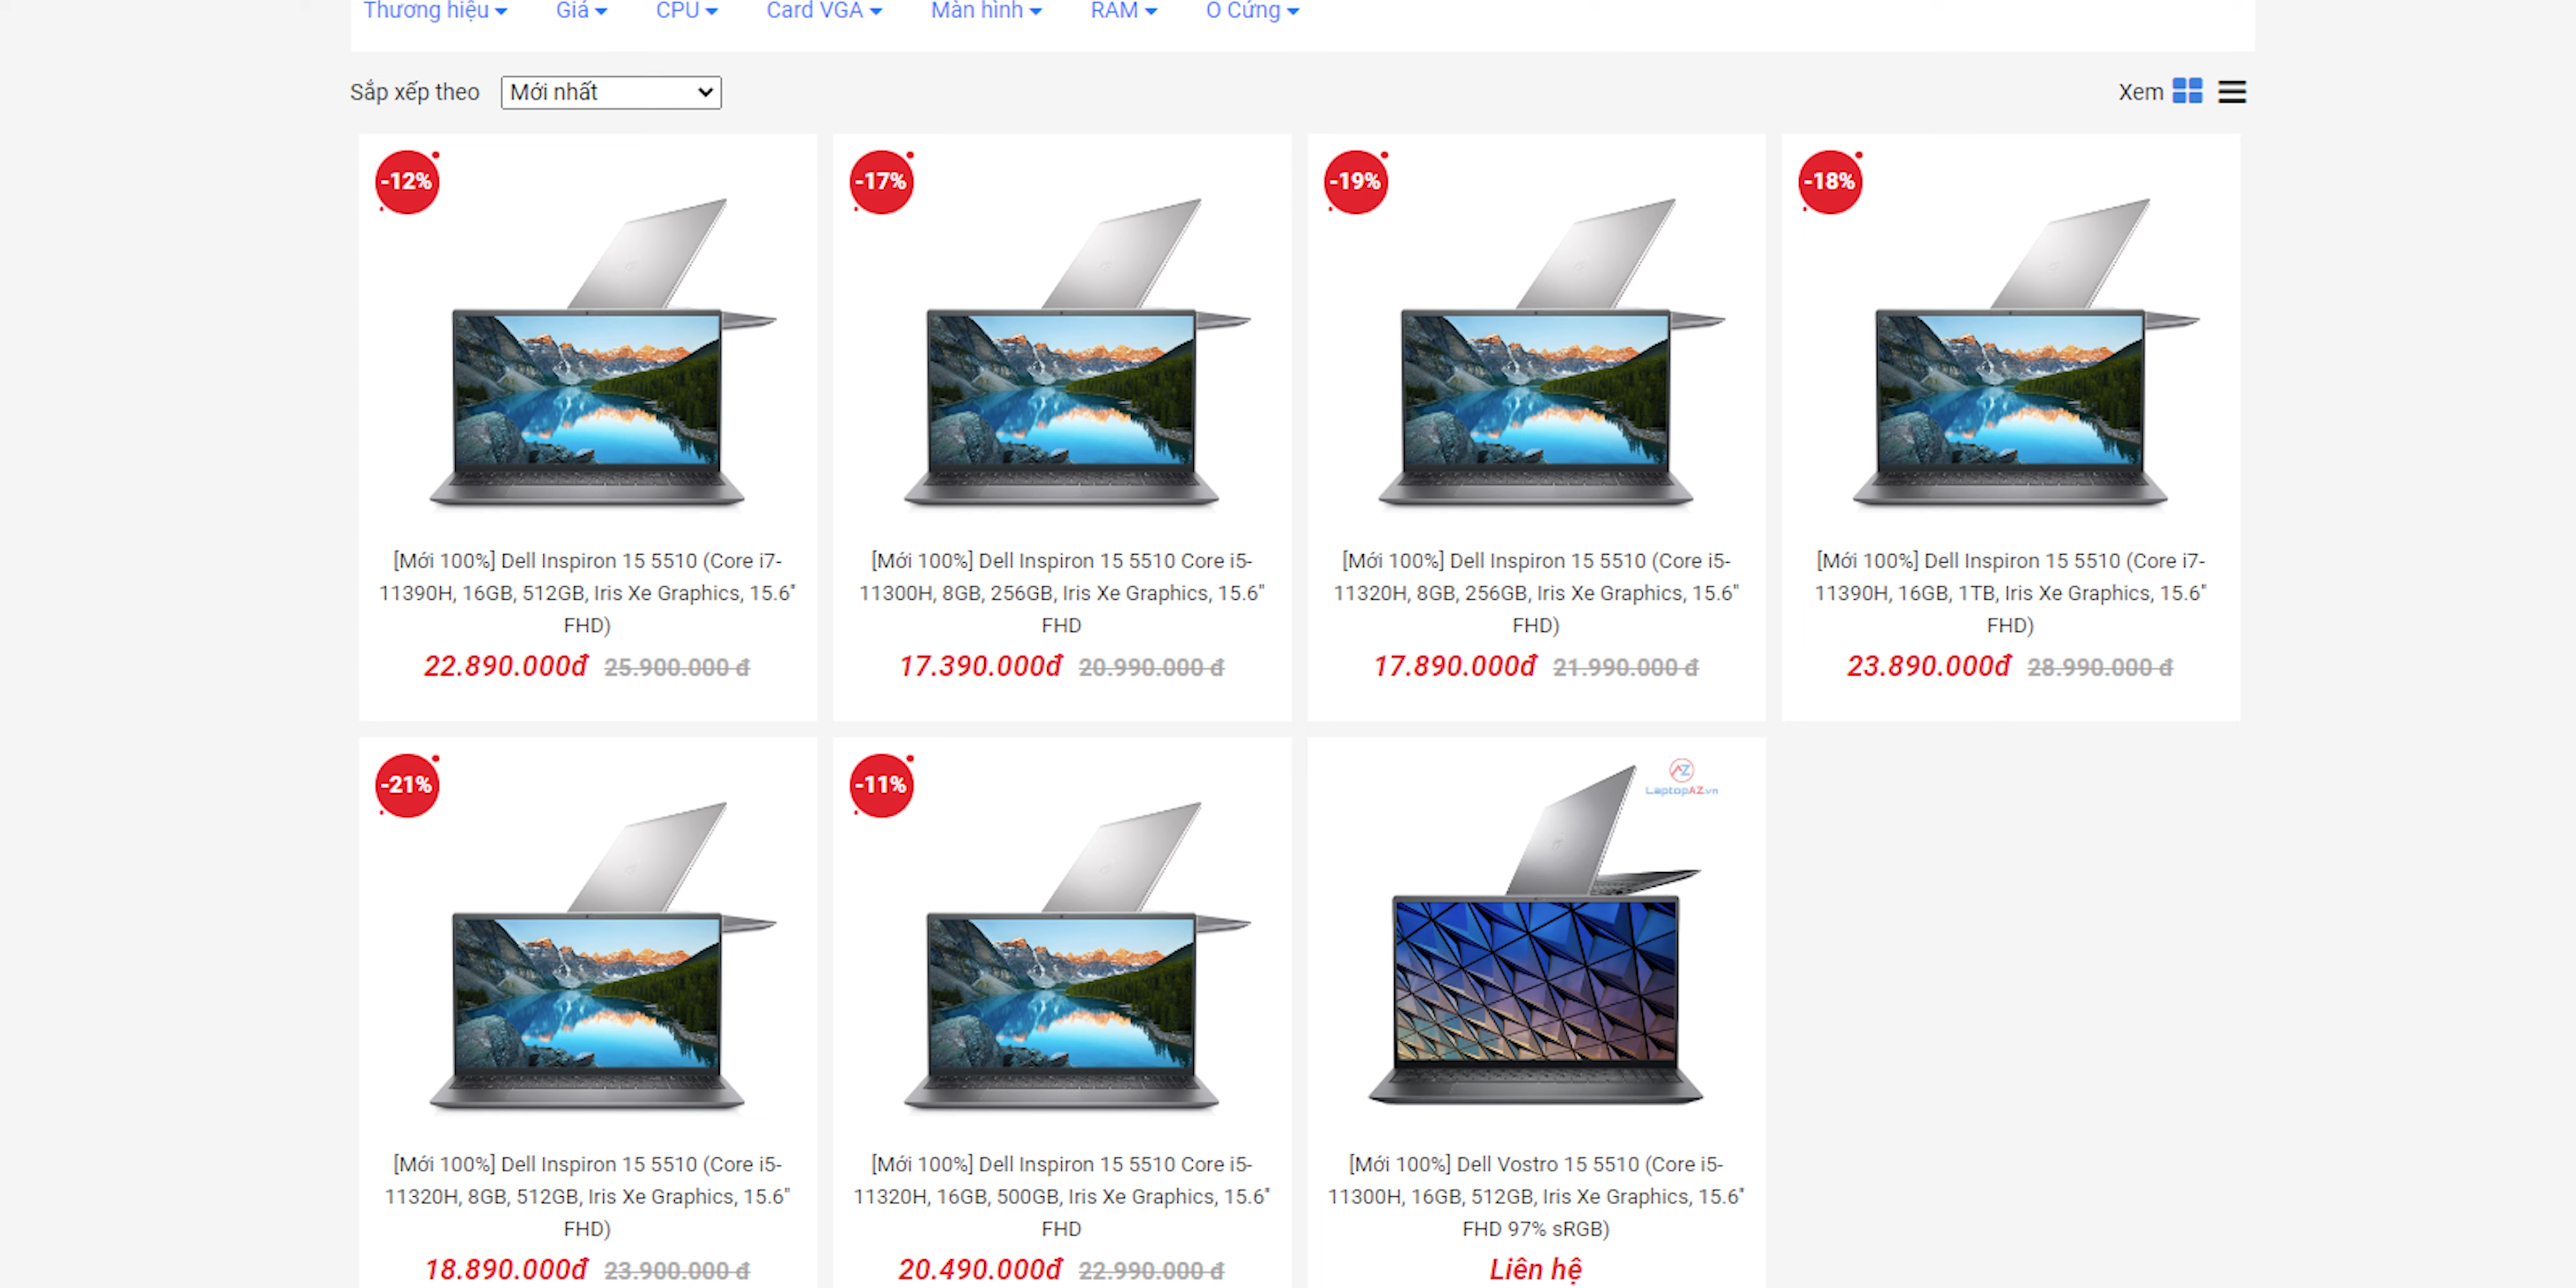 Thương hiệu
Giá
CPU
Card VGA
Màn hình
RAM
Ổ Cứng
Sắp xếp theo
Mới nhất
Xem
-12%
[Mới 100%] Dell Inspiron 15 5510 (Core i7-
11390H, 16GB, 512GB, Iris Xe Graphics, 15.6"
FHD)
22.890.000đ 25.900.000 đ
-17%
[Mới 100%] Dell Inspiron 15 5510 Core i5-
11300H, 8GB, 256GB, Iris Xe Graphics, 15.6"
FHD
17.390.000đ 20.990.000 đ
-19%
[Mới 100%] Dell Inspiron 15 5510 (Core i5-
11320H, 8GB, 256GB, Iris Xe Graphics, 15.6"
FHD)
17.890.000đ 21.990.000 đ
-18%
[Mới 100%] Dell Inspiron 15 5510 (Core i7-
11390H, 16GB, 1TB, Iris Xe Graphics, 15.6"
FHD)
23.890.000đ 28.990.000 đ
-21%
[Mới 100%] Dell Inspiron 15 5510 (Core i5-
11320H, 8GB, 512GB, Iris Xe Graphics, 15.6"
FHD)
18.890.000đ 23.900.000 đ
-11%
[Mới 100%] Dell Inspiron 15 5510 Core i5-
11320H, 16GB, 500GB, Iris Xe Graphics, 15.6"
FHD
20.490.000đ 22.990.000 đ
AZ
LaptopAZ.vn
[Mới 100%] Dell Vostro 15 5510 (Core i5-
11300H, 16GB, 512GB, Iris Xe Graphics, 15.6"
FHD 97% sRGB)
Liên hệ